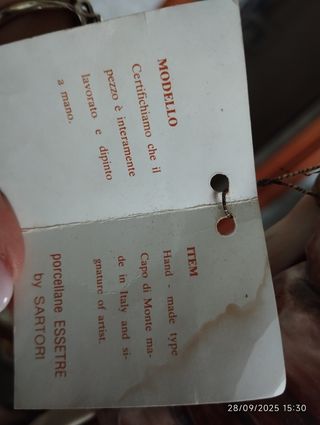 MODELLO
Certifichiamo che il
pezzo è interamente
lavorato e dipinto
a mano.
ITEM
Hand - made type
Capo di Monte ma-
de in Italy and si-
gnature of artist.
porcellane ESSETRE
by SARTORI
28/09/2025 15:30